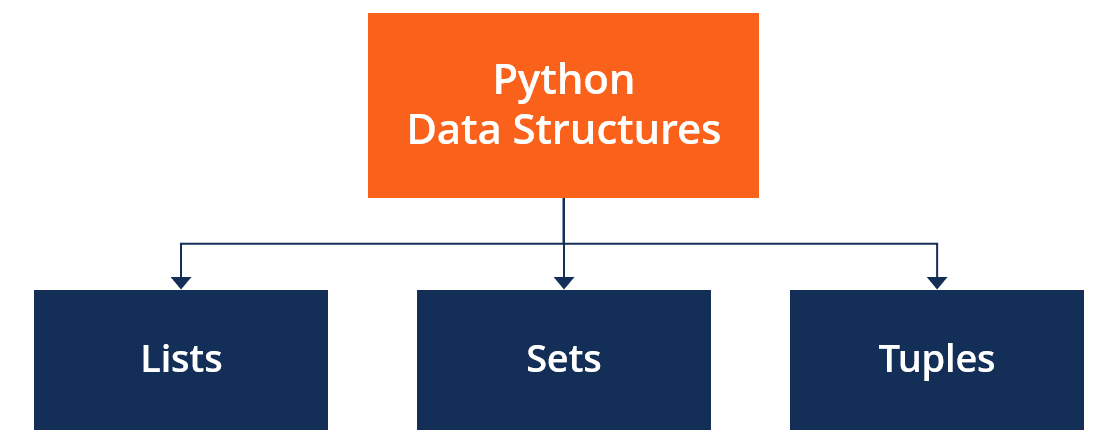 Python
Data Structures
Lists
Sets
Tuples